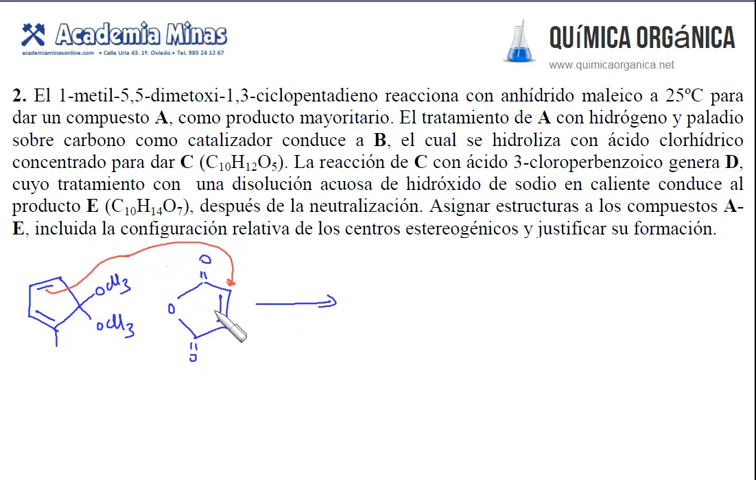 Academia Minas
academiaminasonline.com • Calle Uría 43. 1º. Oviedo • Tel. 985 24 12 67
QUÍMICA ORGáNICA
www.quimicaorganica.net
2. El 1-metil-5,5-dimetoxi-1,3-ciclopentadieno reacciona con anhídrido maleico a 25ºC para
dar un compuesto A, como producto mayoritario. El tratamiento de A con hidrógeno y paladio
sobre carbono como catalizador conduce a B, el cual se hidroliza con ácido clorhídrico
concentrado para dar C (C₁₀H₁₂O₅). La reacción de C con ácido 3-cloroperbenzoico genera D,
cuyo tratamiento con una disolución acuosa de hidróxido de sodio en caliente conduce al
producto E (C₁₀H₁₄O₇), después de la neutralización. Asignar estructuras a los compuestos A-
E, incluida la configuración relativa de los centros estereogénicos y justificar su formación.
O
OCH3
O
OCH3
O